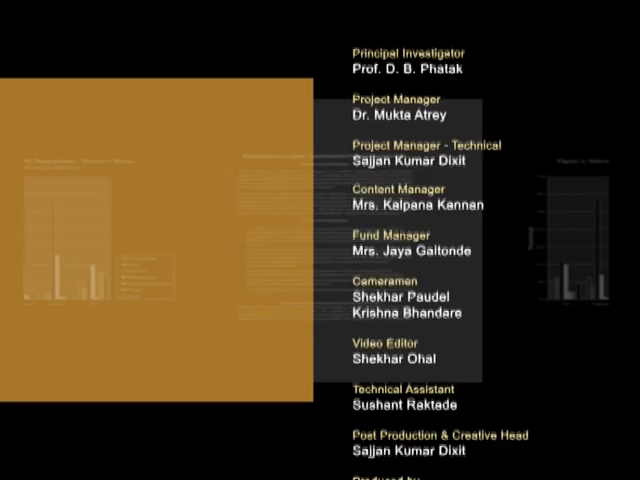 Principal Investigator
Prof. D. B. Phatak
Project Manager
Dr. Mukta Atrey
Project Manager - Technical
Sajjan Kumar Dixit
Content Manager
Mrs. Kalpana Kannan
Fund Manager
Mrs. Jaya Gaitonde
Cameramen
Shekhar Paudel
Krishna Bhandare
Video Editor
Shekhar Ohal
Technical Assistant
Sushant Raktade
Post Production & Creative Head
Sajjan Kumar Dixit
Produced by